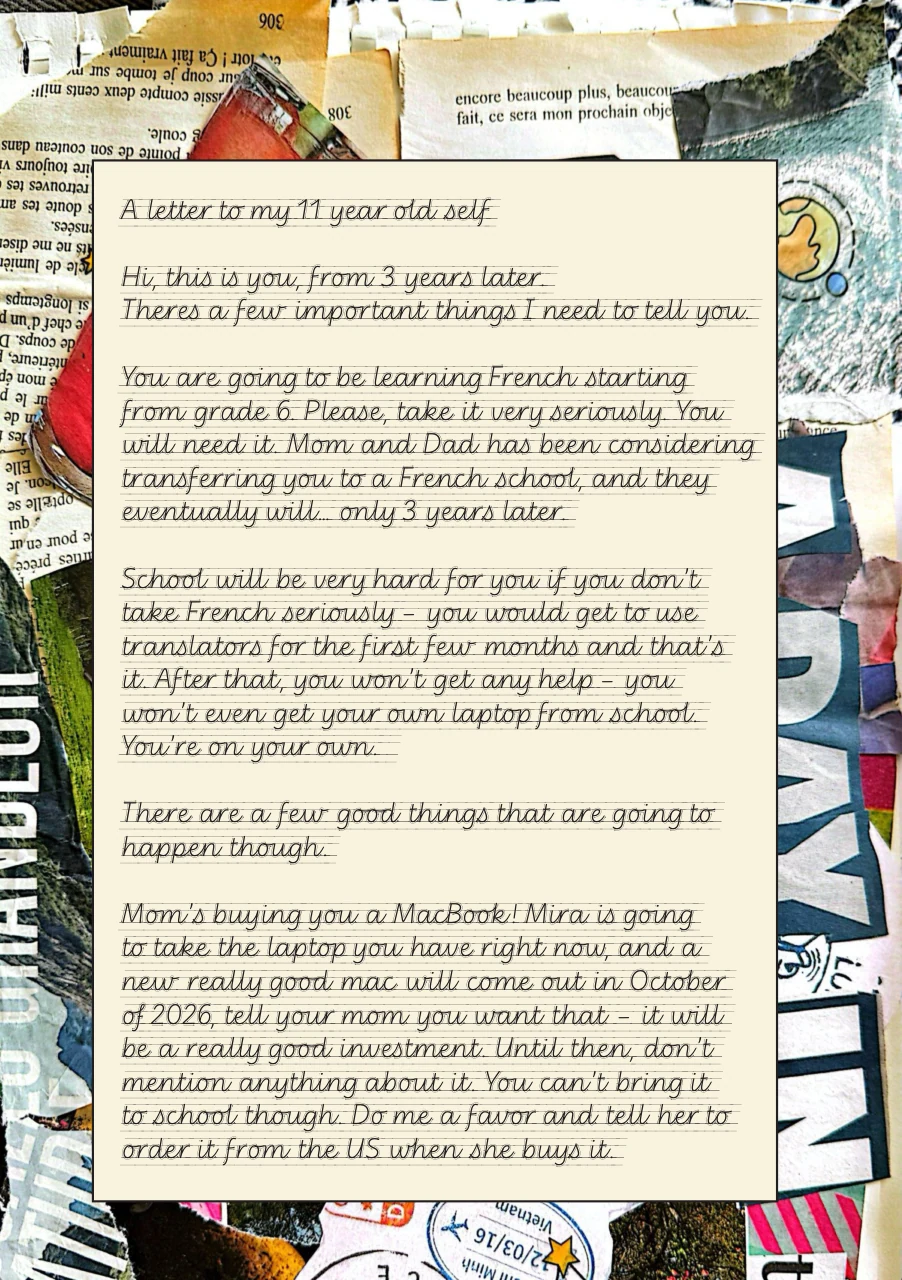 306
308
encore beaucoup plus, beaucoup
fait, ce sera mon prochain obje
A letter to my 11 year old self
Hi, this is you, from 3 years later.
Theres a few important things I need to tell you.
You are going to be learning French starting
from grade 6. Please, take it very seriously. You
will need it. Mom and Dad has been considering
transferring you to a French school, and they
eventually will... only 3 years later.
School will be very hard for you if you don't
take French seriously - you would get to use
translators for the first few months and that's
it. After that, you won't get any help - you
won't even get your own laptop from school.
You're on your own.
There are a few good things that are going to
happen though.
Mom's buying you a MacBook! Mira is going
to take the laptop you have right now, and a
new really good mac will come out in October
of 2026, tell your mom you want that - it will
be a really good investment. Until then, don't
mention anything about it. You can't bring it
to school though. Do me a favor and tell her to
order it from the US when she buys it.
A DAY IN
Vietnam